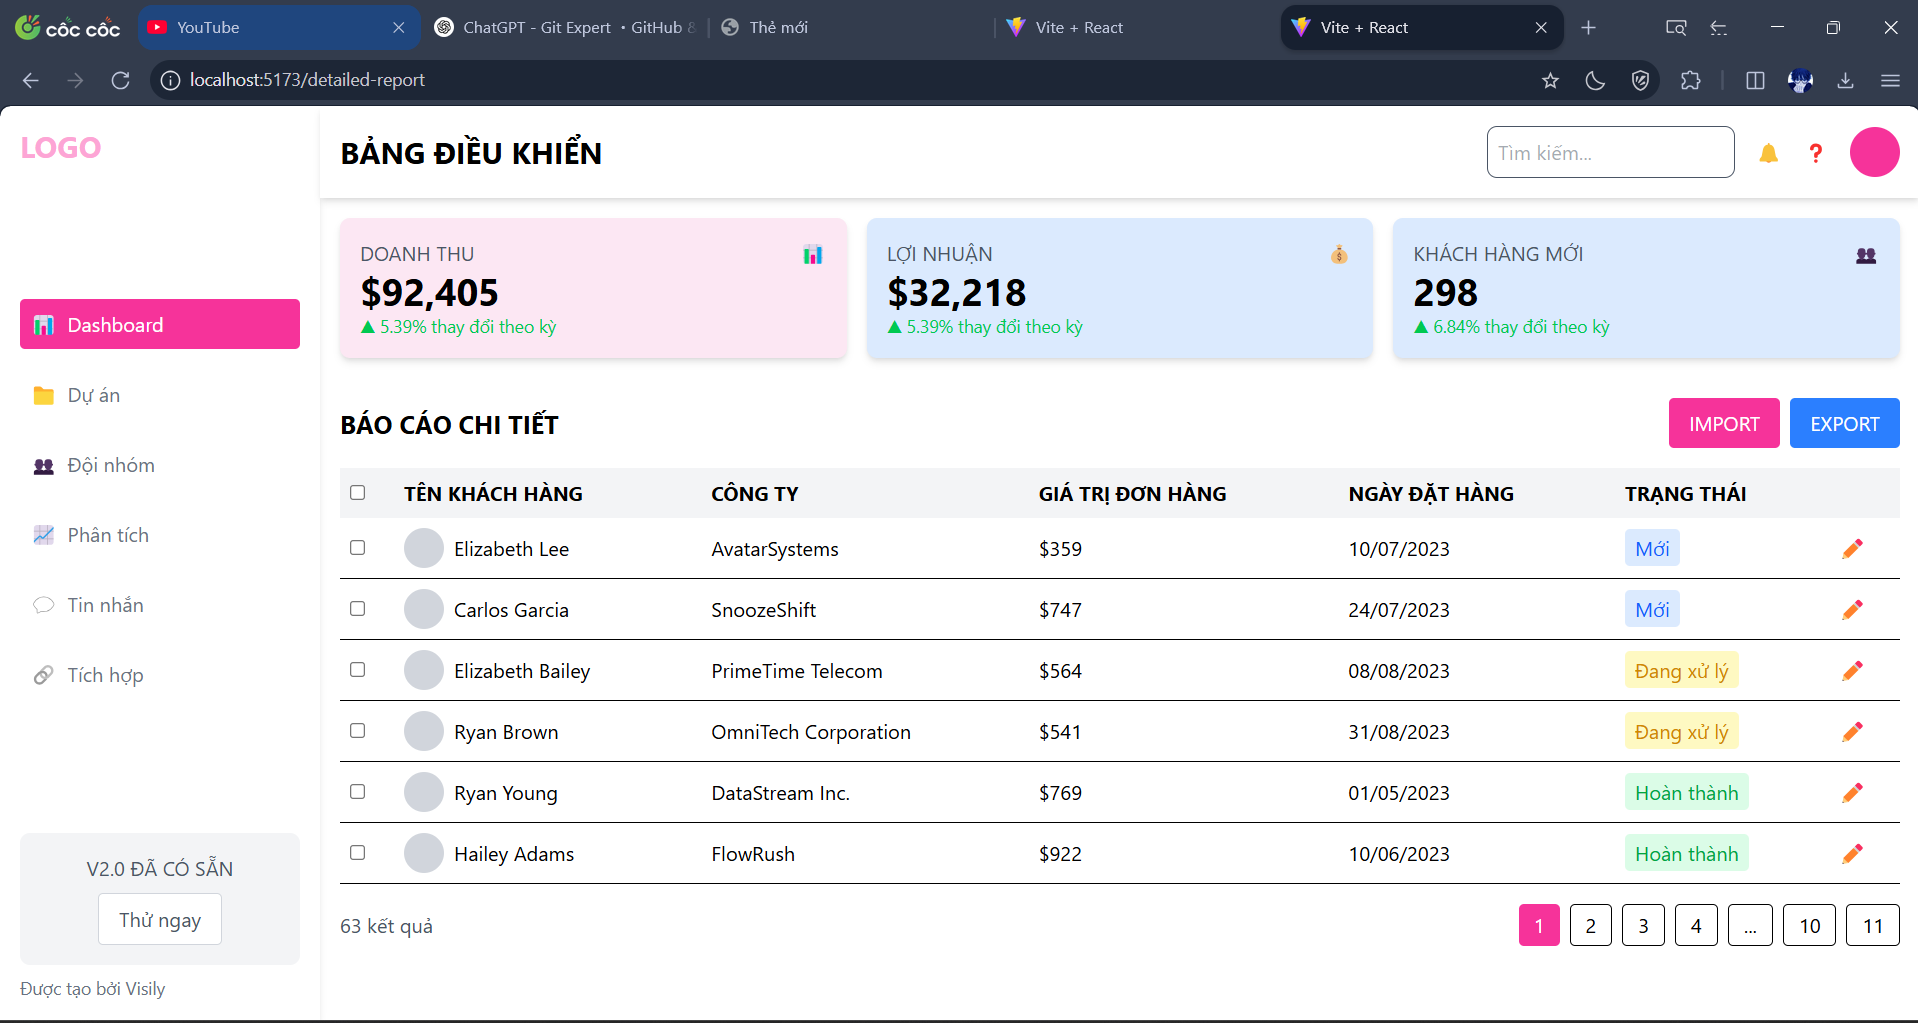 cốc cốc YouTube ChatGPT - Git Expert • GitHub & Thẻ mới Vite + React Vite + React
localhost:5173/detailed-report
LOGO
BẢNG ĐIỀU KHIỂN
Tìm kiếm...
DOANH THU
$92,405
▲ 5.39% thay đổi theo kỳ
LỢI NHUẬN
$32,218
▲ 5.39% thay đổi theo kỳ
KHÁCH HÀNG MỚI
298
▲ 6.84% thay đổi theo kỳ
Dashboard
Dự án
Đội nhóm
Phân tích
Tin nhắn
Tích hợp
V2.0 ĐÃ CÓ SẴN
Thử ngay
Được tạo bởi Visily
BÁO CÁO CHI TIẾT
IMPORT EXPORT
TÊN KHÁCH HÀNG CÔNG TY GIÁ TRỊ ĐƠN HÀNG NGÀY ĐẶT HÀNG TRẠNG THÁI
Elizabeth Lee AvatarSystems $359 10/07/2023 Mới
Carlos Garcia SnoozeShift $747 24/07/2023 Mới
Elizabeth Bailey PrimeTime Telecom $564 08/08/2023 Đang xử lý
Ryan Brown OmniTech Corporation $541 31/08/2023 Đang xử lý
Ryan Young DataStream Inc. $769 01/05/2023 Hoàn thành
Hailey Adams FlowRush $922 10/06/2023 Hoàn thành
63 kết quả
1 2 3 4 ... 10 11